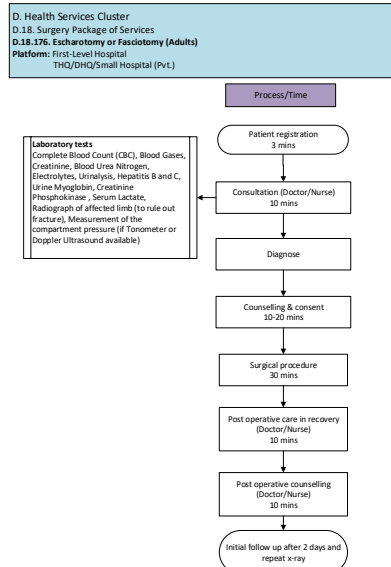 D. Health Services Cluster
D.18. Surgery Package of Services
D.18.176. Escharotomy or Fasciotomy (Adults)
Platform: First-Level Hospital
THQ/DHQ/Small Hospital (Pvt.)
Process/Time
Patient registration
3 mins
Laboratory tests
Complete Blood Count (CBC), Blood Gases,
Creatinine, Blood Urea Nitrogen,
Electrolytes, Urinalysis, Hepatitis B and C,
Urine Myoglobin, Creatinine
Phosphokinase , Serum Lactate,
Radiograph of affected limb (to rule out
fracture), Measurement of the
compartment pressure (if Tonometer or
Doppler Ultrasound available)
Consultation (Doctor/Nurse)
10 mins
Diagnose
Counselling & consent
10-20 mins
Surgical procedure
30 mins
Post operative care in recovery
(Doctor/Nurse)
10 mins
Post operative counselling
(Doctor/Nurse)
10 mins
Initial follow up after 2 days and
repeat x-ray